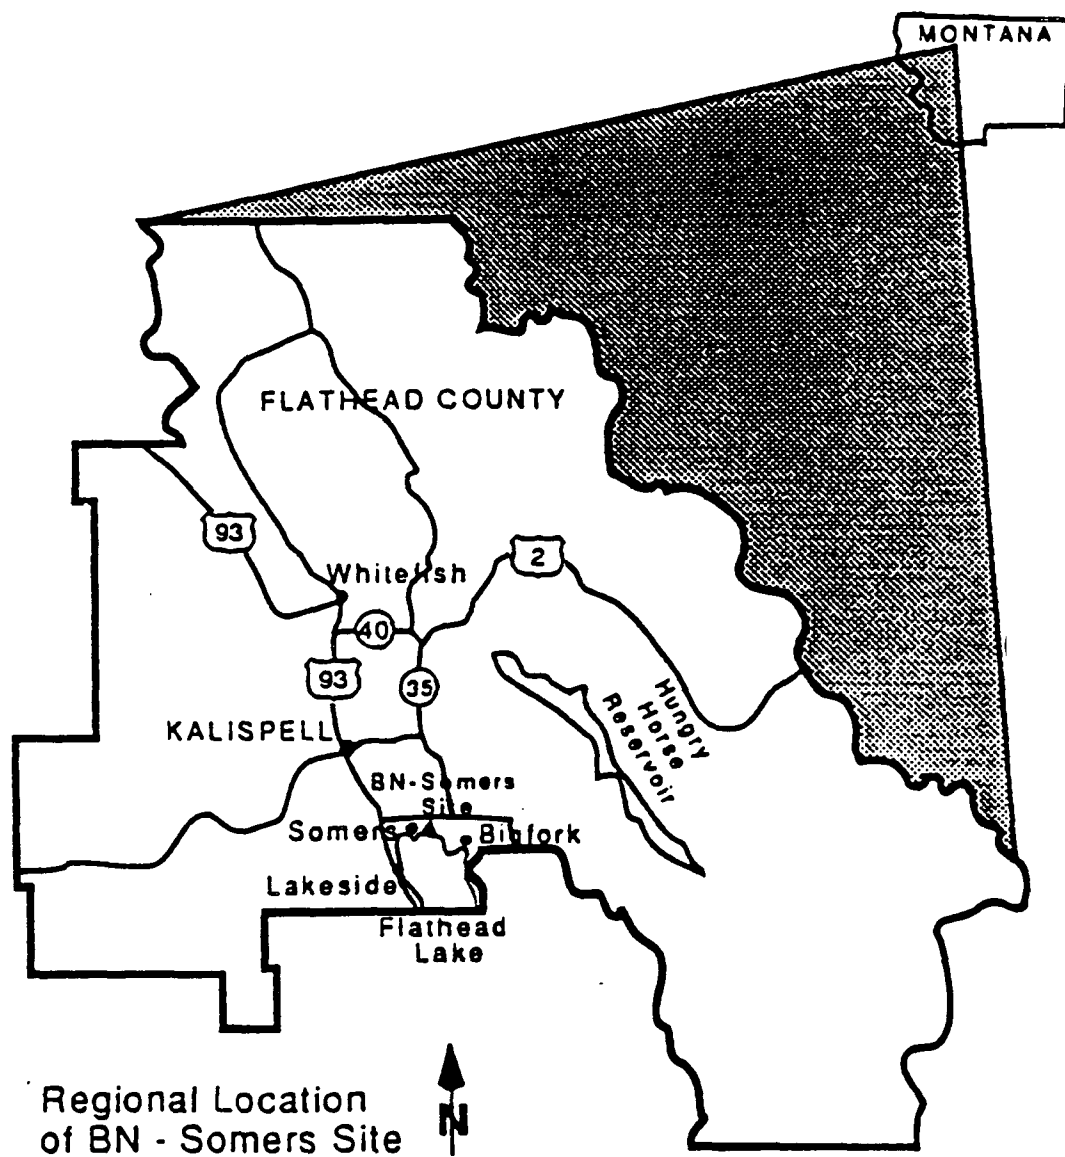 MONTANA
FLATHEAD COUNTY
93
2
Whitefish
40
93
35
Hungry
Horse
Reservoir
KALISPELL
BN-Somers
Site
Somers
Bigfork
Lakeside
Flathead
Lake
Regional Location
of BN - Somers Site
N